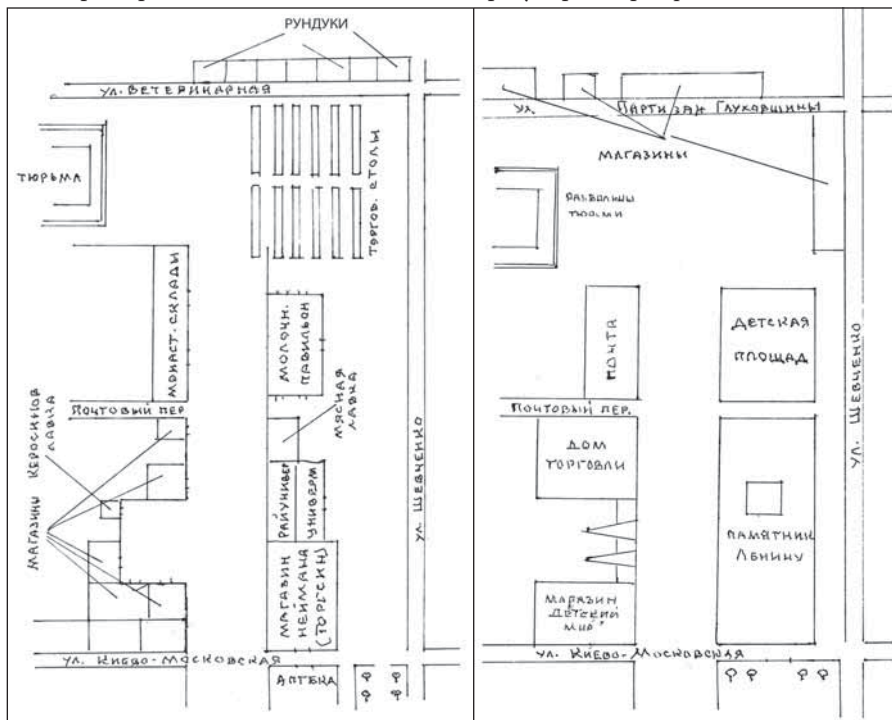 РУНДУКИ
УЛ. ВЕТЕРИНАРНАЯ
ТЮРЬМА
ТОРГОВ. СТОЛЫ
МОНАСТ. СКЛАДЫ
МОЛОЧН.
ПАВИЛЬОН
МЯСНАЯ
ЛАВКА
ПОЧТОВЫЙ ПЕР.
КЕРОСИНОВ
ЛАВКА
МАГАЗИНЫ
РАЙУНИВЕР
УНИВЕРМ
МАГАЗИН
НЕЙМАНА
(ТОРГСИН)
УЛ. ШЕВЧЕНКО
УЛ. КИЕВО-МОСКОВСКАЯ
АПТЕКА
УЛ. ПАРТИЗАН ГЛУХОВЩИНЫ
МАГАЗИНЫ
РАЗВАЛИНЫ
ТЮРЬМИ
ПОЧТА
ДЕТСКАЯ
ПЛОЩАД
УЛ. ШЕВЧЕНКО
ПОЧТОВЫЙ ПЕР.
ДОМ
ТОРГОВЛИ
ПАМЯТНИК
ЛЕНИНУ
МАГАЗИН
"ДЕТСКИЙ
МИР"
УЛ. КИЕВО-МОСКОВСКАЯ